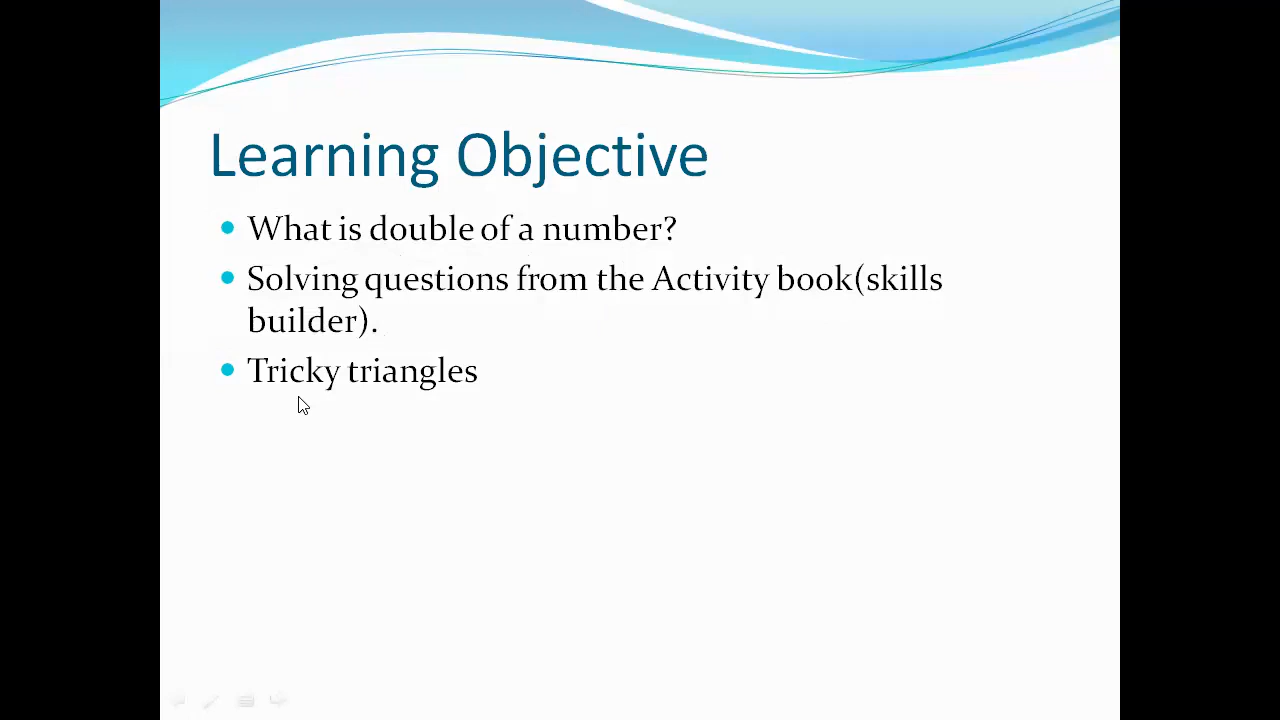 Learning Objective
What is double of a number?
Solving questions from the Activity book(skills
builder).
Tricky triangles